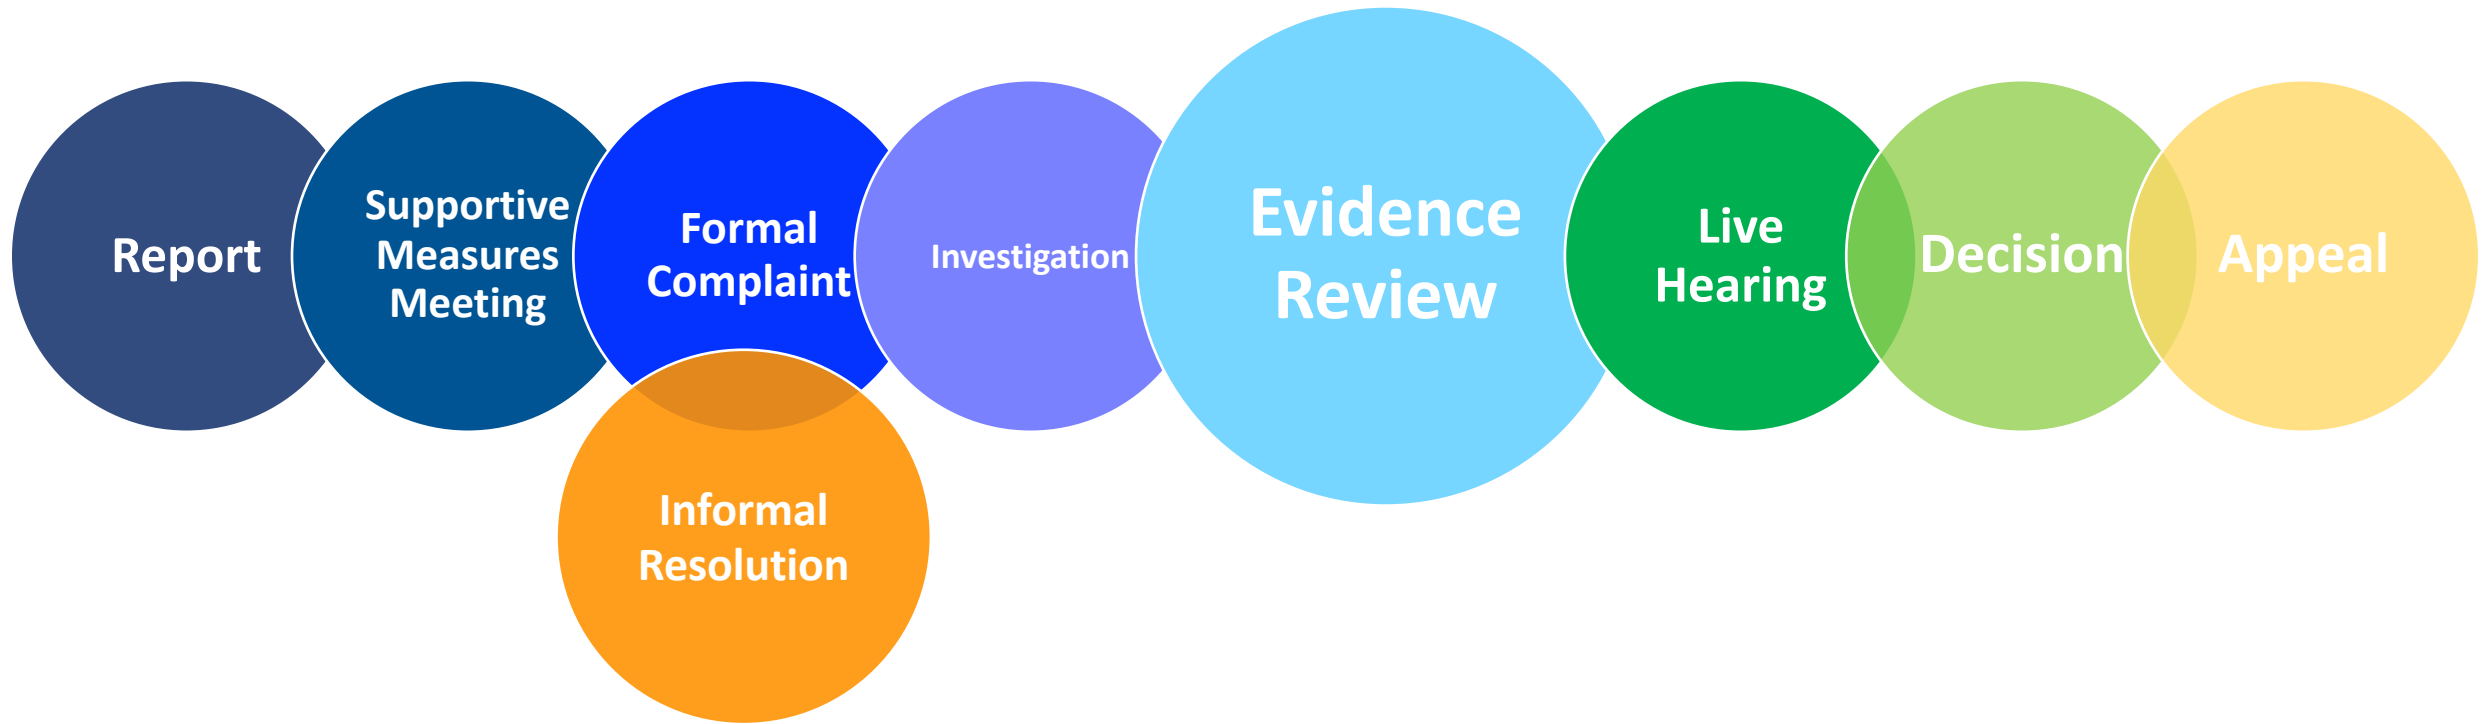 Report
Supportive
Measures
Meeting
Formal
Complaint
Investigation
Evidence
Review
Live
Hearing
Decision
Appeal
Informal
Resolution